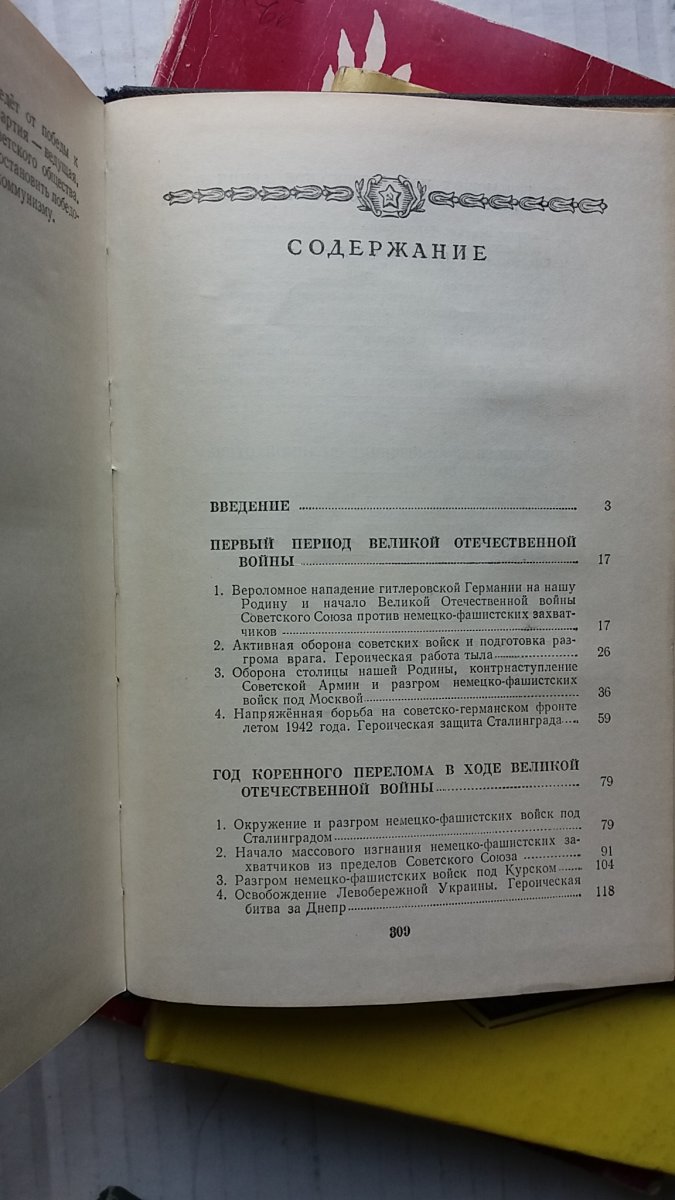 от победы к
— ведущая,
общества,
победо-
коммунизму.
СОДЕРЖАНИЕ
ВВЕДЕНИЕ 3
ПЕРВЫЙ ПЕРИОД ВЕЛИКОЙ ОТЕЧЕСТВЕННОЙ
ВОЙНЫ 17
1. Вероломное нападение гитлеровской Германии на нашу
Родину и начало Великой Отечественной войны
Советского Союза против немецко-фашистских захват-
чиков 17
2. Активная оборона советских войск и подготовка раз-
грома врага. Героическая работа тыла 26
3. Оборона столицы нашей Родины, контрнаступление
Советской Армии и разгром немецко-фашистских
войск под Москвой 36
4. Напряжённая борьба на советско-германском фронте
летом 1942 года. Героическая защита Сталинграда 59
ГОД КОРЕННОГО ПЕРЕЛОМА В ХОДЕ ВЕЛИКОЙ
ОТЕЧЕСТВЕННОЙ ВОЙНЫ 79
1. Окружение и разгром немецко-фашистских войск под
Сталинградом 79
2. Начало массового изгнания немецко-фашистских за-
хватчиков из пределов Советского Союза 91
3. Разгром немецко-фашистских войск под Курском 104
4. Освобождение Левобережной Украины. Героическая
битва за Днепр 118
309